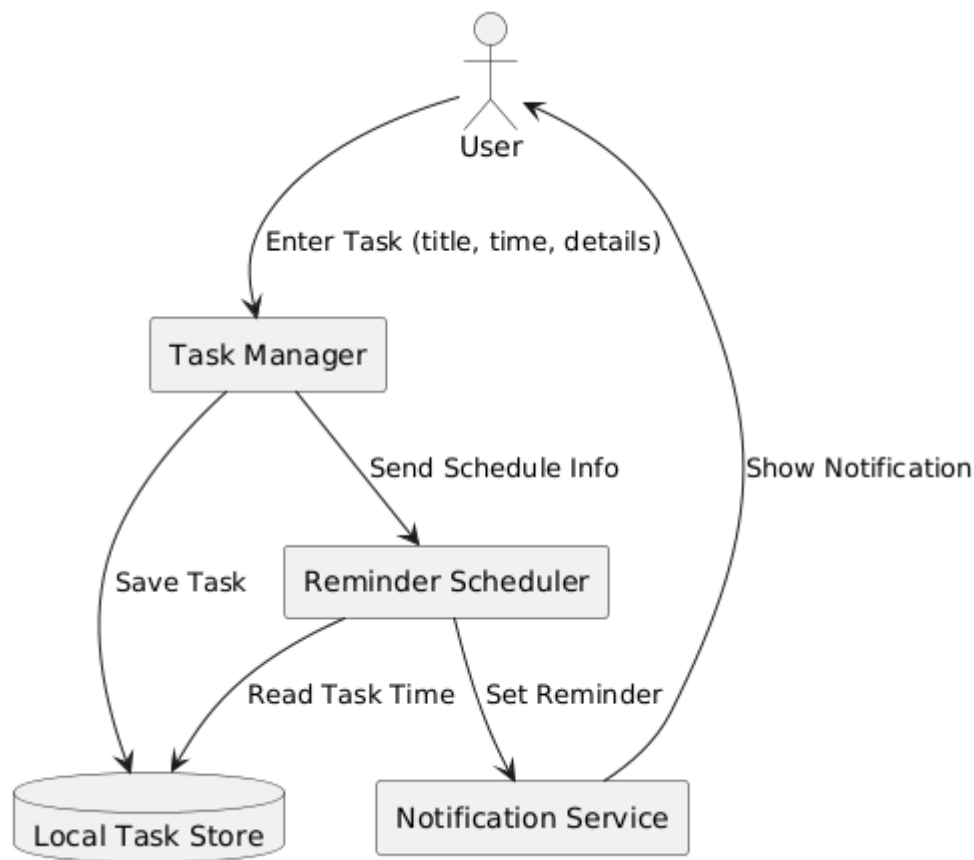 User
Enter Task (title, time, details)
Task Manager
Send Schedule Info
Show Notification
Reminder Scheduler
Save Task
Read Task Time
Set Reminder
Local Task Store
Notification Service